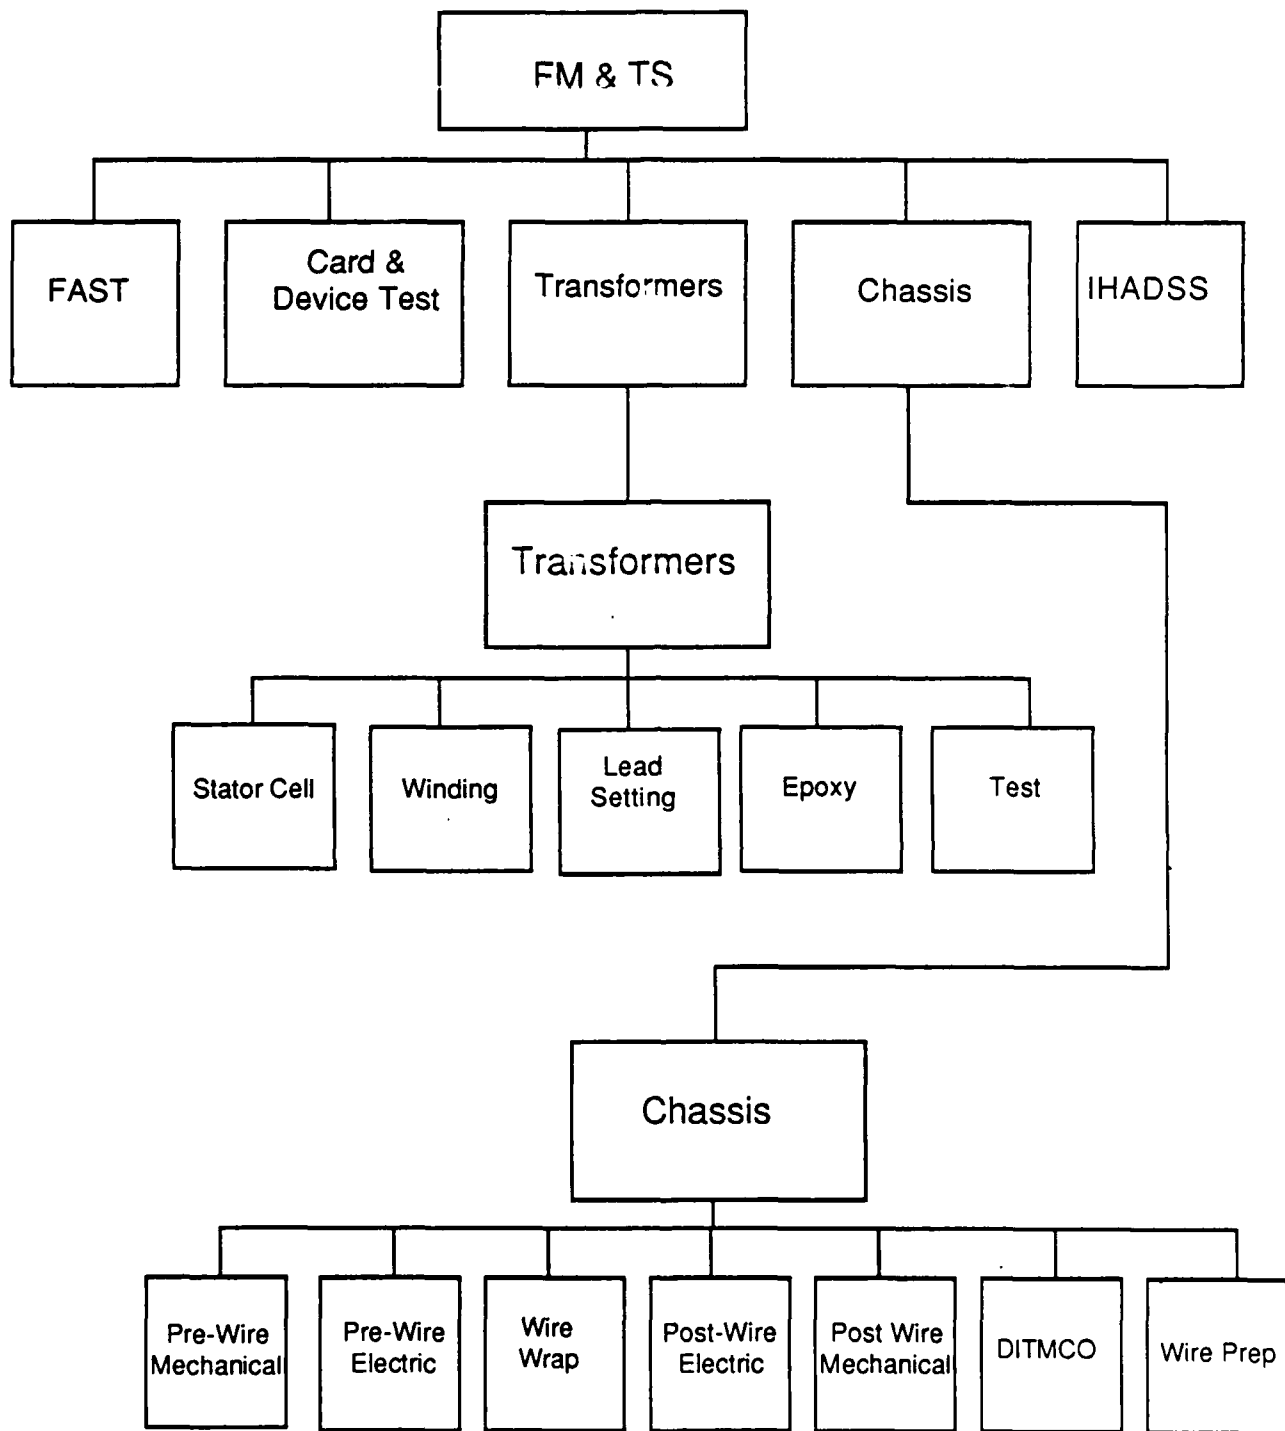 FM & TS
FAST
Card &
Device Test
Transformers
Chassis
IHADSS
Transformers
Stator Cell
Winding
Lead
Setting
Epoxy
Test
Chassis
Pre-Wire
Mechanical
Pre-Wire
Electric
Wire
Wrap
Post-Wire
Electric
Post Wire
Mechanical
DITMCO
Wire Prep